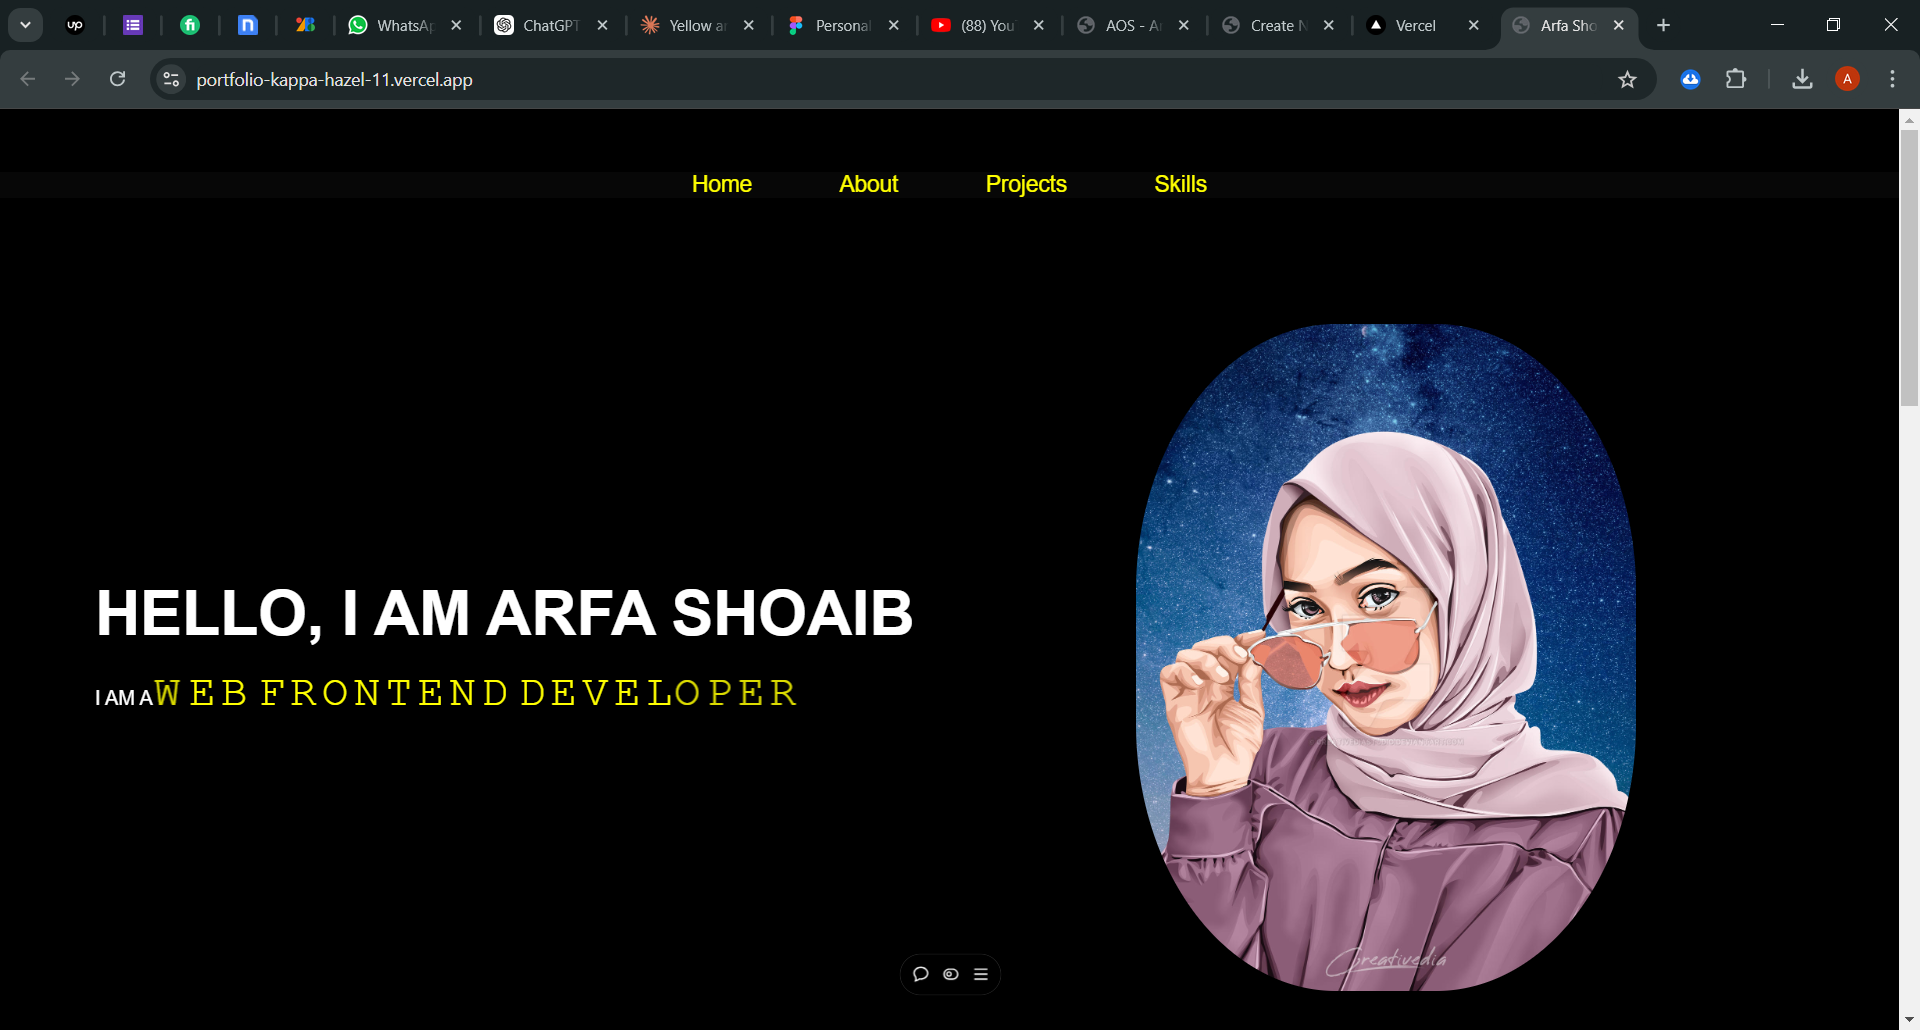 up
WhatsAp
ChatGPT
Yellow a
Personal
(88) You
AOS - A
Create N
Vercel
Arfa Sho
portfolio-kappa-hazel-11.vercel.app
A
Home About Projects Skills
HELLO, I AM ARFA SHOAIB
I AM A WEB FRONTEND DEVELOPER
Creativedia